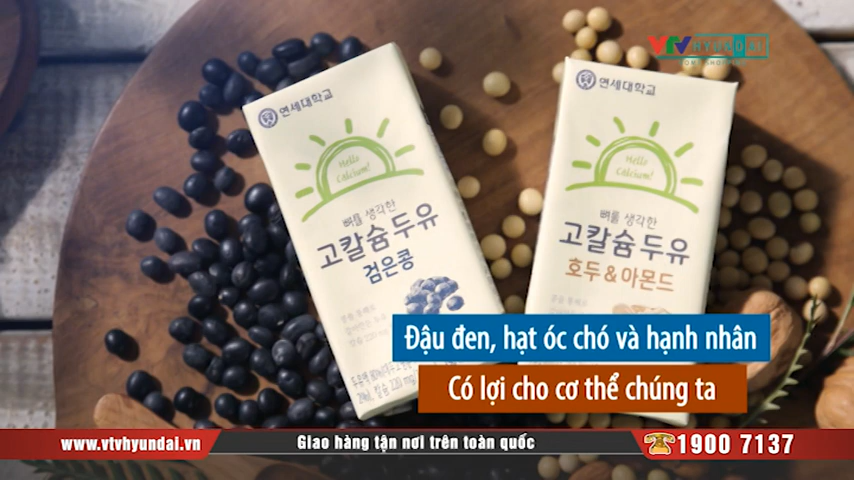 VTV HYUNDAI
연세대학교
Hello
Calcium!
뼈를 생각한
고칼슘두유
검은콩
연세대학교
Hello
Calcium!
뼈를 생각한
고칼슘두유
호두&아몬드
Đậu đen, hạt óc chó và hạnh nhân
Có lợi cho cơ thể chúng ta
www.vtvhyundai.vn
Giao hàng tận nơi trên toàn quốc
1900 7137